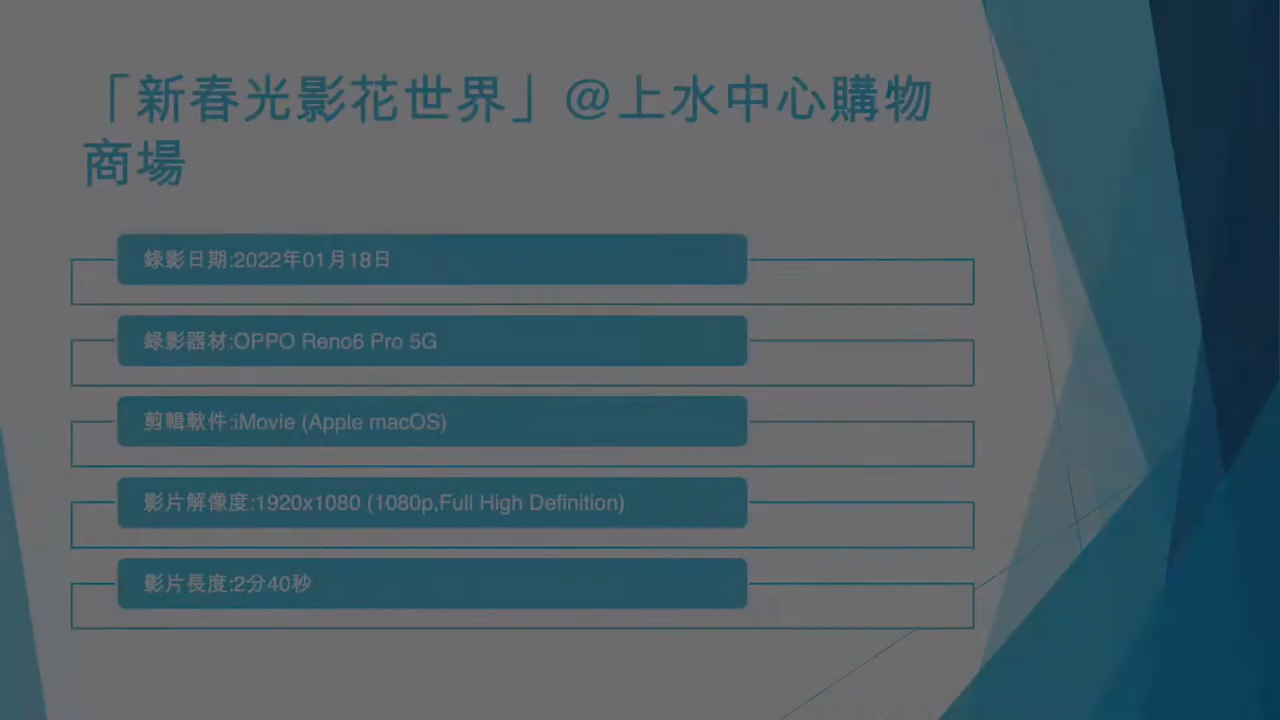 「新春光影花世界」@上水中心購物
商場
錄影日期:2022年01月18日
錄影器材:OPPO Reno6 Pro 5G
剪輯軟件:iMovie (Apple macOS)
影片解像度:1920x1080 (1080p,Full High Definition)
影片長度:2分40秒